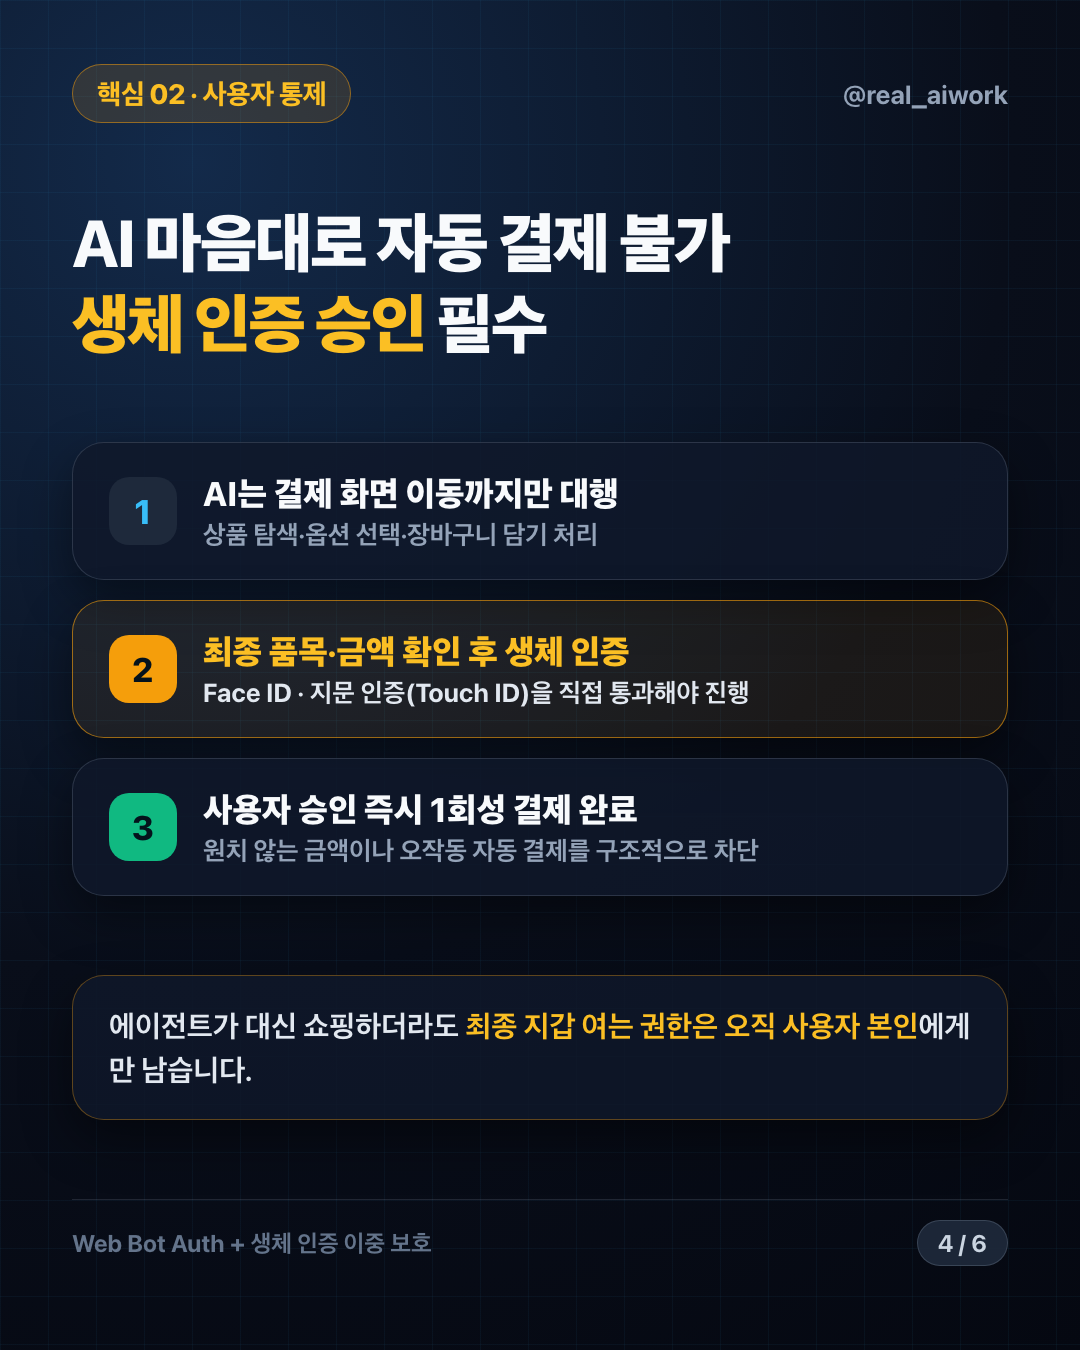 핵심 02 · 사용자 통제
@real_aiwork
AI 마음대로 자동 결제 불가
생체 인증 승인 필수
1
AI는 결제 화면 이동까지만 대행
상품 탐색·옵션 선택·장바구니 담기 처리
2
최종 품목·금액 확인 후 생체 인증
Face ID · 지문 인증(Touch ID)을 직접 통과해야 진행
3
사용자 승인 즉시 1회성 결제 완료
원치 않는 금액이나 오작동 자동 결제를 구조적으로 차단
에이전트가 대신 쇼핑하더라도 최종 지갑 여는 권한은 오직 사용자 본인에게
만 남습니다.
Web Bot Auth + 생체 인증 이중 보호
4 / 6